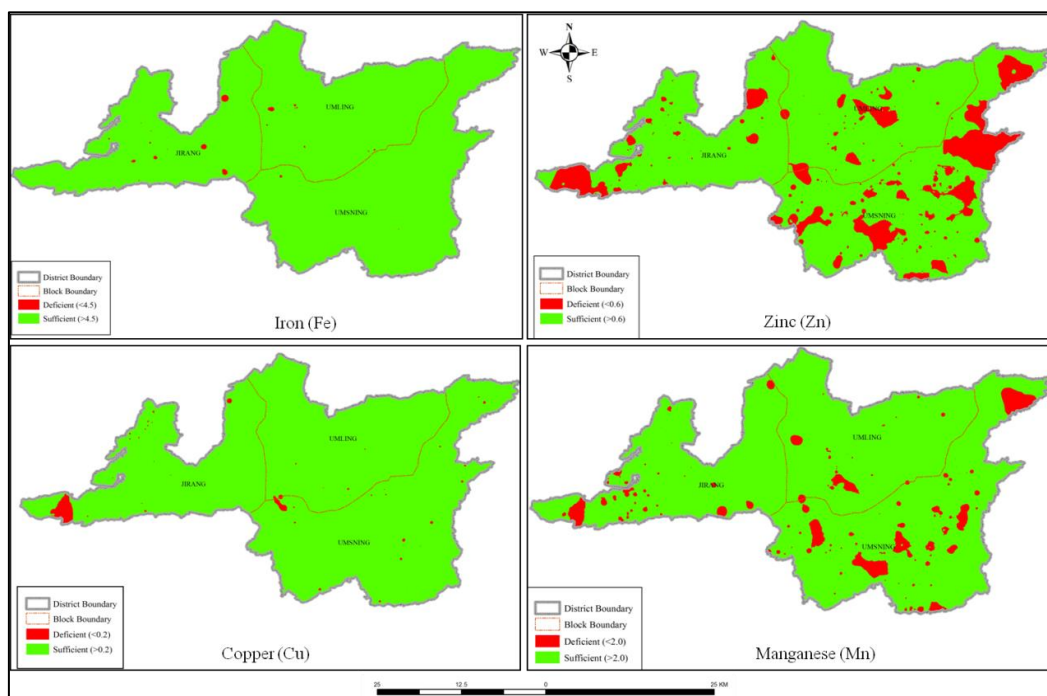 UMLING
JIRANG
UMSNING
District Boundary
Block Boundary
Deficient (<4.5)
Sufficient (>4.5)
Iron (Fe)
N
W E
S
UMLING
JIRANG
UMSNING
District Boundary
Block Boundary
Deficient (<0.6)
Sufficient (>0.6)
Zinc (Zn)
UMLING
JIRANG
UMSNING
District Boundary
Block Boundary
Deficient (<0.2)
Sufficient (>0.2)
Copper (Cu)
UMLING
JIRANG
UMSNING
District Boundary
Block Boundary
Deficient (<2.0)
Sufficient (>2.0)
Manganese (Mn)
25 12.5 0 25 KM